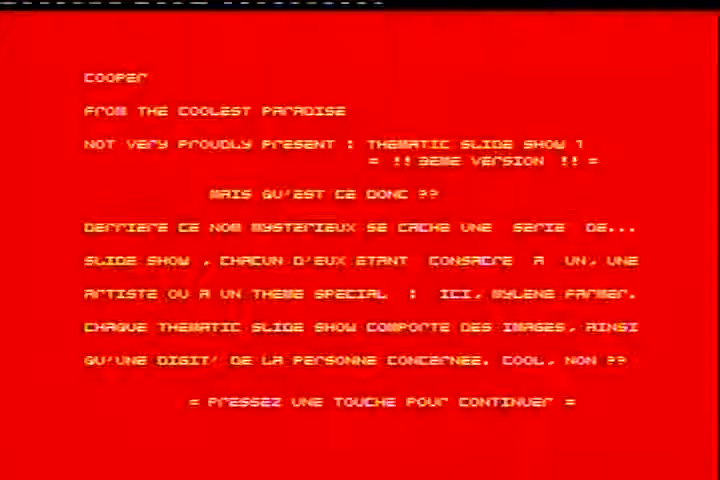 COOPER
FROM THE COOLEST PARADISE
NOT VERY PROUDLY PRESENT : THEMATIC SLIDE SHOW 1
= !! 3EME VERSION !! =
MAIS QU'EST CE DONC ??
DERRIERE CE NOM MYSTERIEUX SE CACHE UNE SERIE DE...
SLIDE SHOW , CHACUN D'EUX ETANT CONSACRE A UN, UNE
ARTISTE OU A UN THEME SPECIAL : ICI, MYLENE FARMER.
CHAQUE THEMATIC SLIDE SHOW COMPORTE DES IMAGES, AINSI
QU'UNE DIGIT' DE LA PERSONNE CONCERNEE. COOL, NON ??
= PRESSEZ UNE TOUCHE POUR CONTINUER =